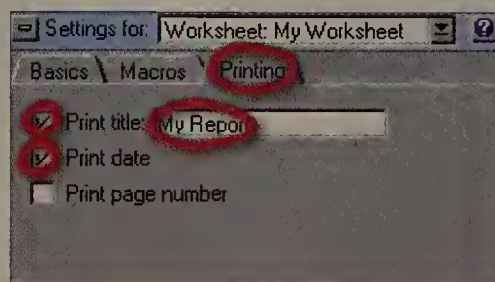 Settings for: Worksheet: My Worksheet ?
Basics Macros Printing
Print title: My Repor
Print date
Print page number